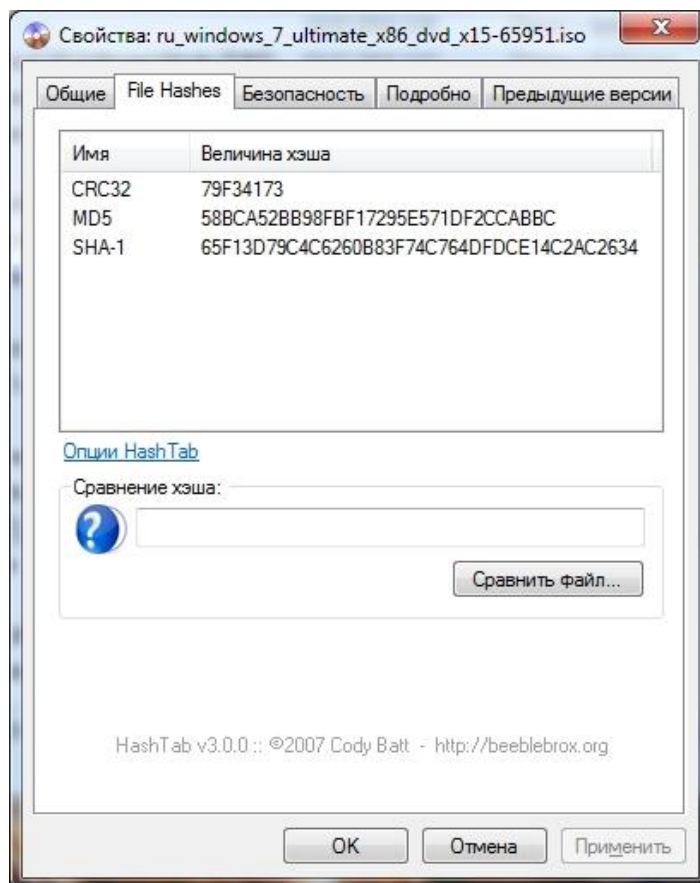 Свойства: ru_windows_7_ultimate_x86_dvd_x15-65951.iso
Общие File Hashes Безопасность Подробно Предыдущие версии
Имя Величина хэша
CRC32 79F34173
MD5 58BCA52BB98FBF17295E571DF2CCABBC
SHA-1 65F13D79C4C6260B83F74C764DFDCE14C2AC2634
Опции HashTab
Сравнение хэша:
Сравнить файл...
HashTab v3.0.0 :: ©2007 Cody Batt - http://beeblebrox.org
OK Отмена Применить